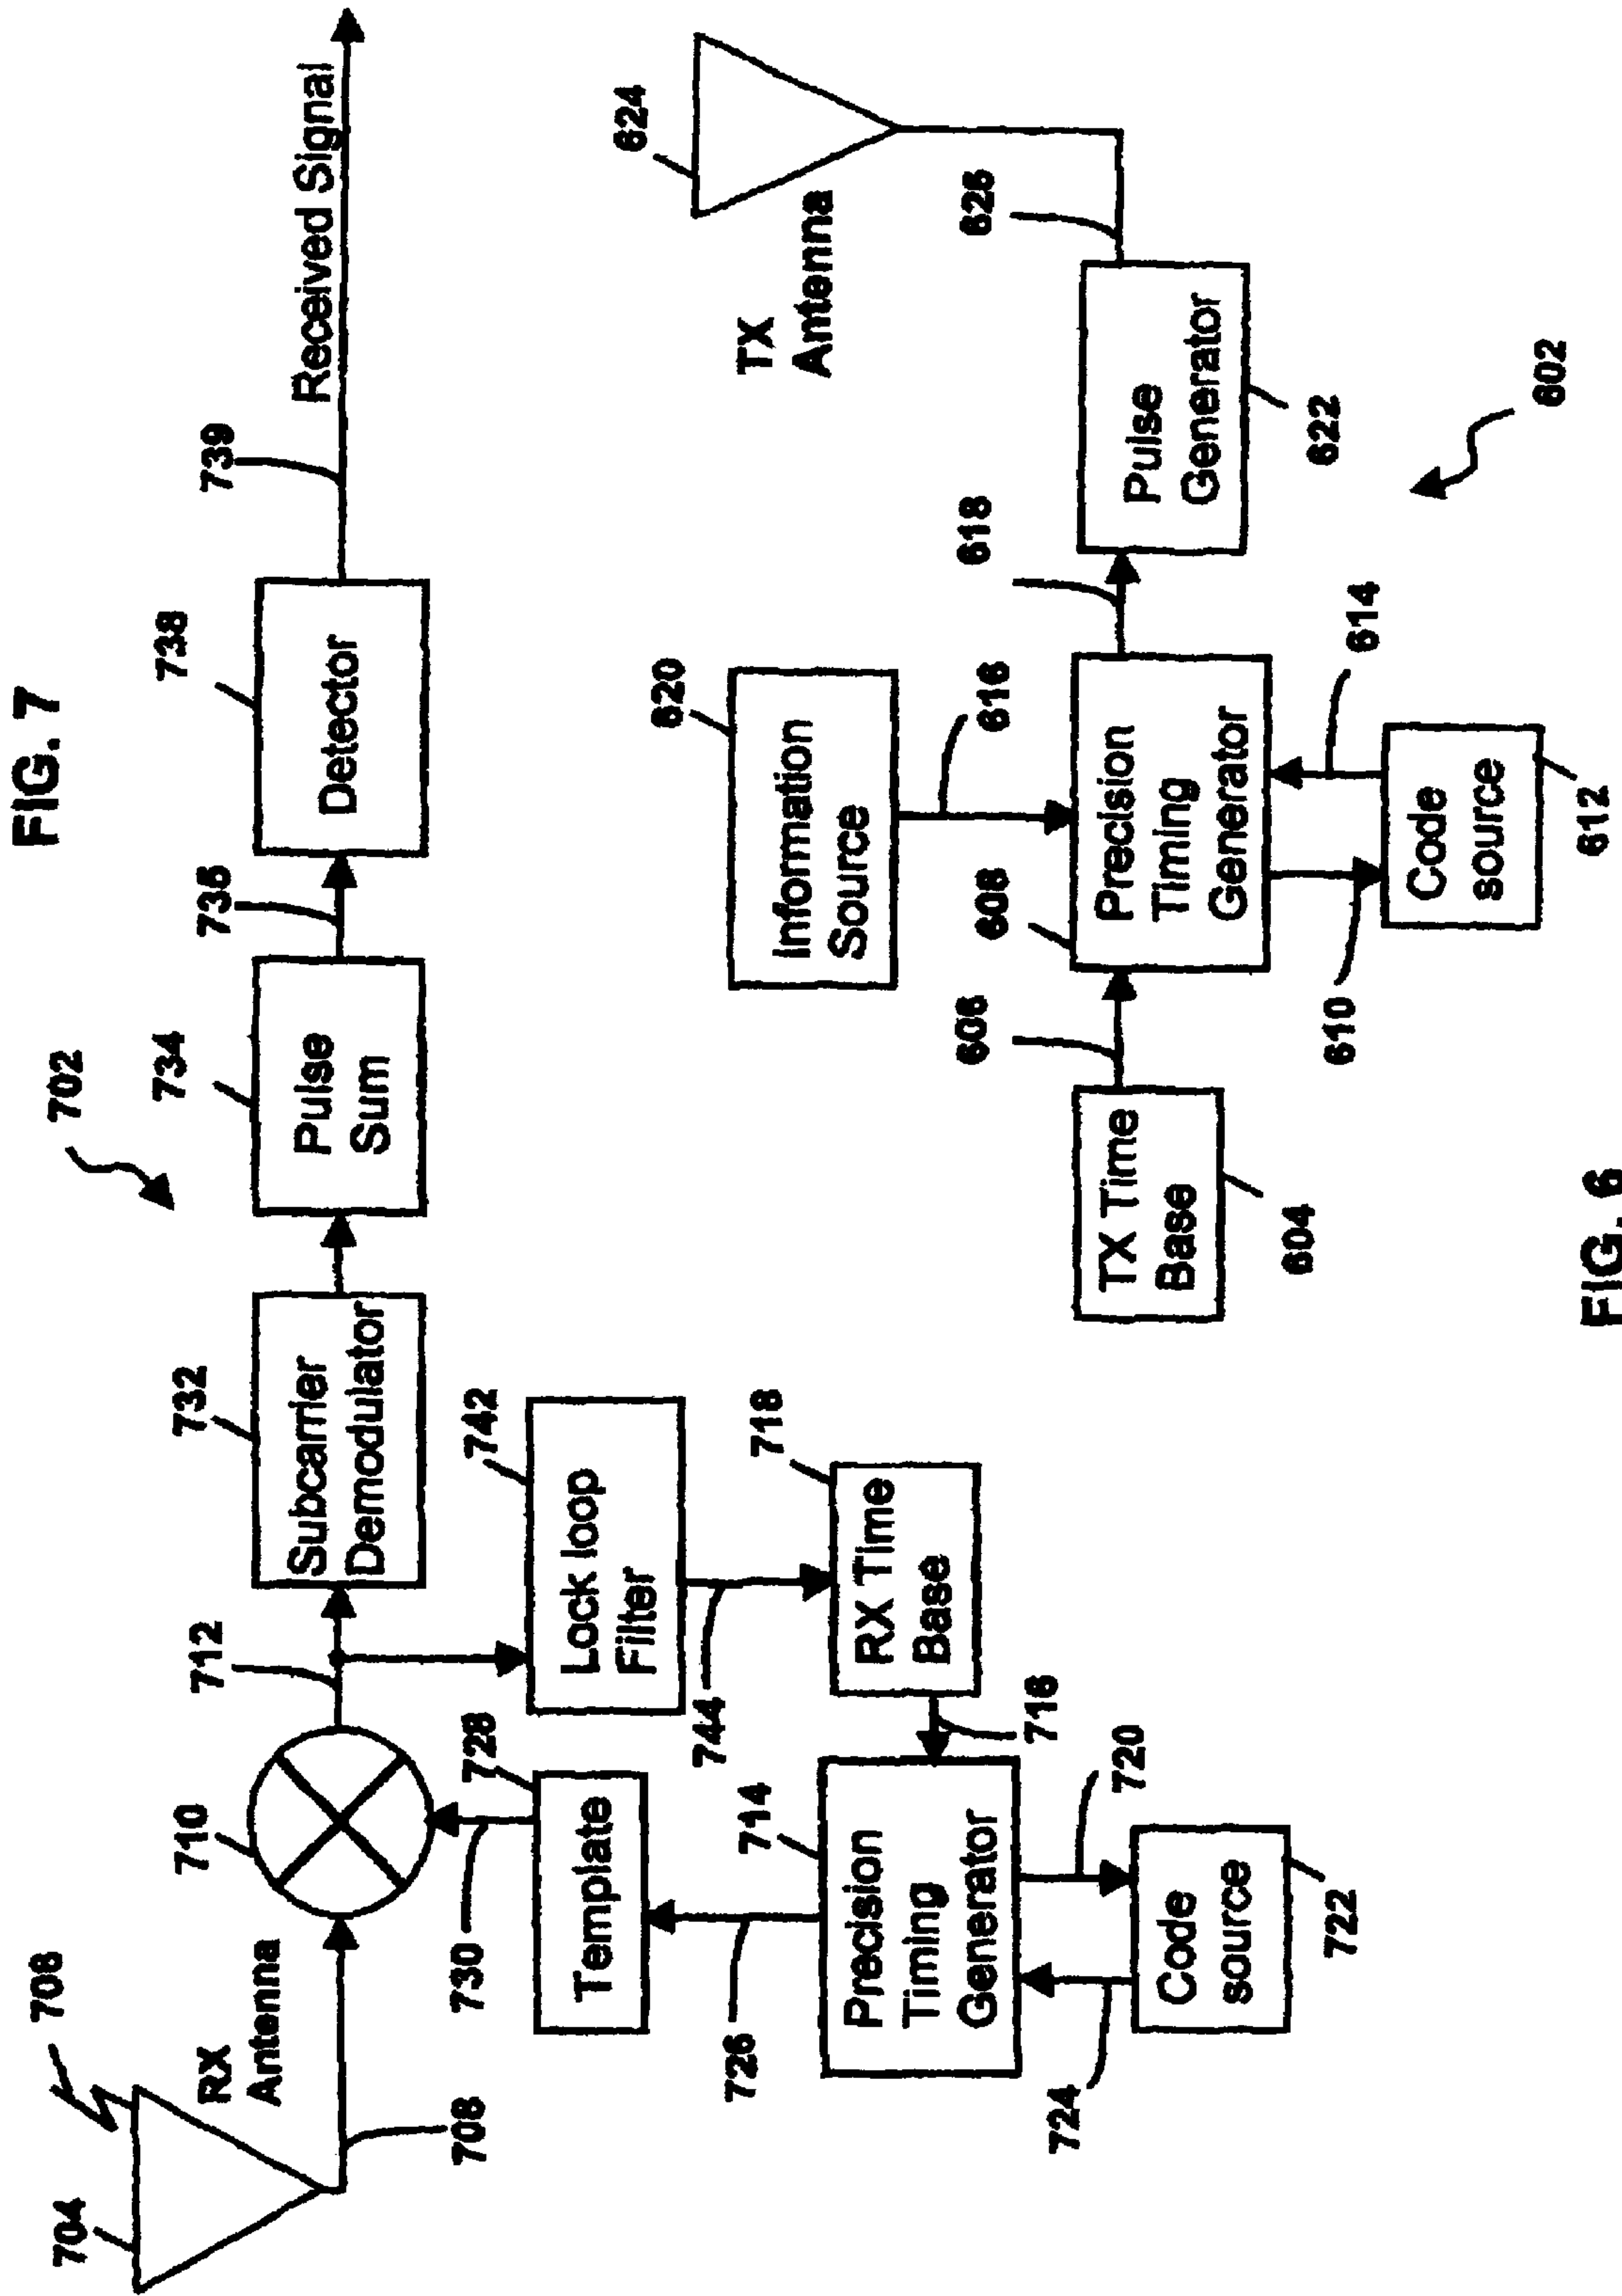 FIG. 7
702
704
708
RX
Antenna
708
710
712
732
Subcarrier
Demodulator
734
Pulse
Sum
735
738
Detector
739
Received Signal
742
Lock loop
Filter
744
718
RX Time
Base
716
728
Template
730
726
714
Precision
Timing
Generator
720
724
Code
source
722
TX Time
Base
604
606
608
Precision
Timing
Generator
620
Infomation
Source
616
610
614
Code
source
612
618
Pulse
Generator
622
626
624
TX
Antenna
602
FIG. 6